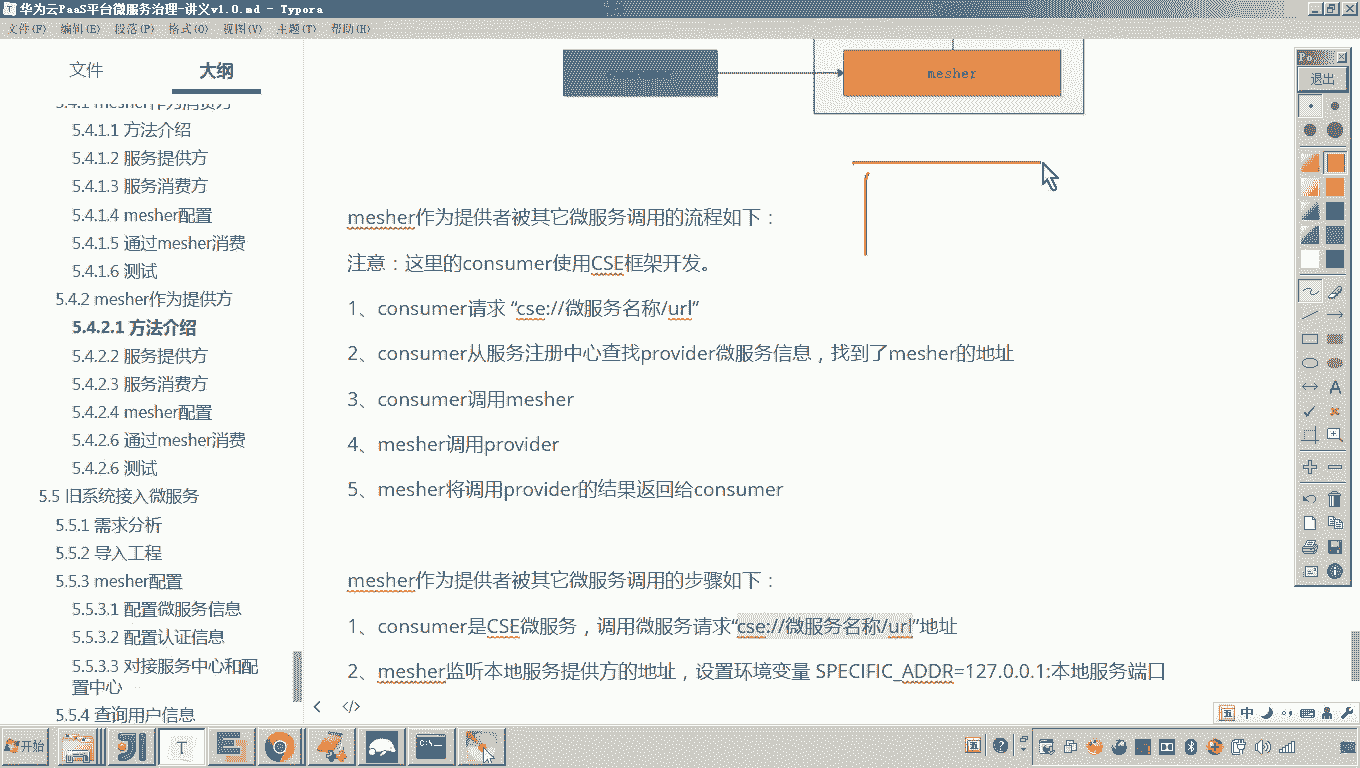 华为云PaaS平台微服务治理-讲义v1.0.md - Typora
文件(F) 编辑(E) 段落(P) 格式(O) 视图(V) 主题(T) 帮助(H)
文件 大纲
5.4.1 mesher作为消费方
5.4.1.1 方法介绍
5.4.1.2 服务提供方
5.4.1.3 服务消费方
5.4.1.4 mesher配置
5.4.1.5 通过mesher消费
5.4.1.6 测试
5.4.2 mesher作为提供方
5.4.2.1 方法介绍
5.4.2.2 服务提供方
5.4.2.3 服务消费方
5.4.2.4 mesher配置
5.4.2.6 通过mesher消费
5.4.2.6 测试
5.5 旧系统接入微服务
5.5.1 需求分析
5.5.2 导入工程
5.5.3 mesher配置
5.5.3.1 配置微服务信息
5.5.3.2 配置认证信息
5.5.3.3 对接服务中心和配
置中心
5.5.4 查询用户信息
mesher
mesher作为提供者被其它微服务调用的流程如下：
注意：这里的consumer使用CSE框架开发。
1、consumer请求 “cse://微服务名称/url”
2、consumer从服务注册中心查找provider微服务信息，找到了mesher的地址
3、consumer调用mesher
4、mesher调用provider
5、mesher将调用provider的结果返回给consumer
mesher作为提供者被其它微服务调用的步骤如下：
1、consumer是CSE微服务，调用微服务请求“cse://微服务名称/url”地址
2、mesher监听本地服务提供方的地址，设置环境变量 SPECIFIC_ADDR=127.0.0.1:本地服务端口
退出
A
五 中
开始
T
五